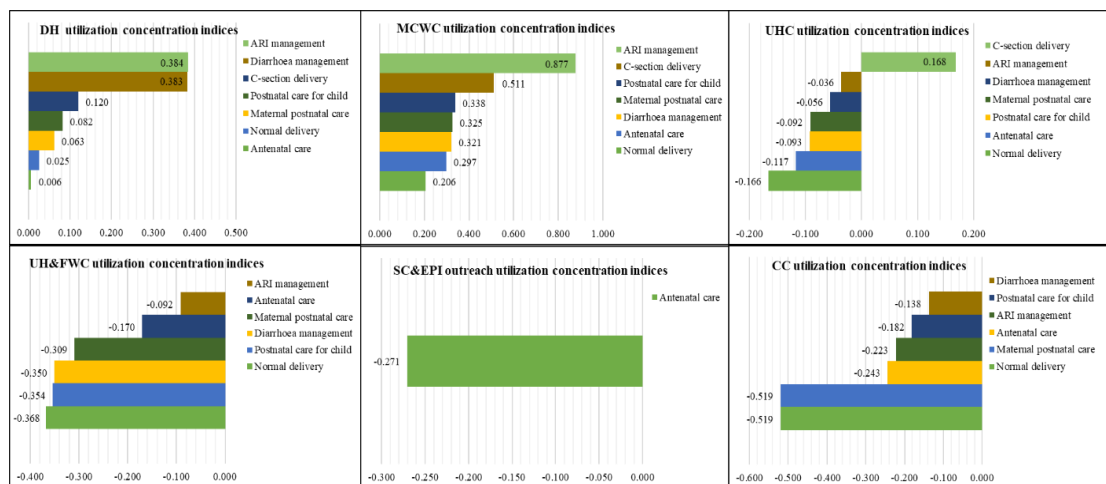 DH utilization concentration indices
ARI management
Diarrhoea management
C-section delivery
Postnatal care for child
Maternal postnatal care
Normal delivery
Antenatal care
0.384
0.383
0.120
0.082
0.063
0.025
0.006
0.000 0.100 0.200 0.300 0.400 0.500
MCWC utilization concentration indices
ARI management
C-section delivery
Postnatal care for child
Maternal postnatal care
Diarrhoea management
Antenatal care
Normal delivery
0.877
0.511
0.338
0.325
0.321
0.297
0.206
0.000 0.200 0.400 0.600 0.800 1.000
UHC utilization concentration indices
C-section delivery
ARI management
Diarrhoea management
Maternal postnatal care
Postnatal care for child
Antenatal care
Normal delivery
0.168
-0.036
-0.056
-0.092
-0.093
-0.117
-0.166
-0.200 -0.100 0.000 0.100 0.200
UH&FWC utilization concentration indices
ARI management
Antenatal care
Maternal postnatal care
Diarrhoea management
Postnatal care for child
Normal delivery
-0.092
-0.170
-0.309
-0.350
-0.354
-0.368
-0.400 -0.300 -0.200 -0.100 0.000
SC&EPI outreach utilization concentration indices
Antenatal care
-0.271
-0.300 -0.250 -0.200 -0.150 -0.100 -0.050 0.000
CC utilization concentration indices
Diarrhoea management
Postnatal care for child
ARI management
Antenatal care
Maternal postnatal care
Normal delivery
-0.138
-0.182
-0.223
-0.243
-0.519
-0.519
-0.600 -0.500 -0.400 -0.300 -0.200 -0.100 0.000